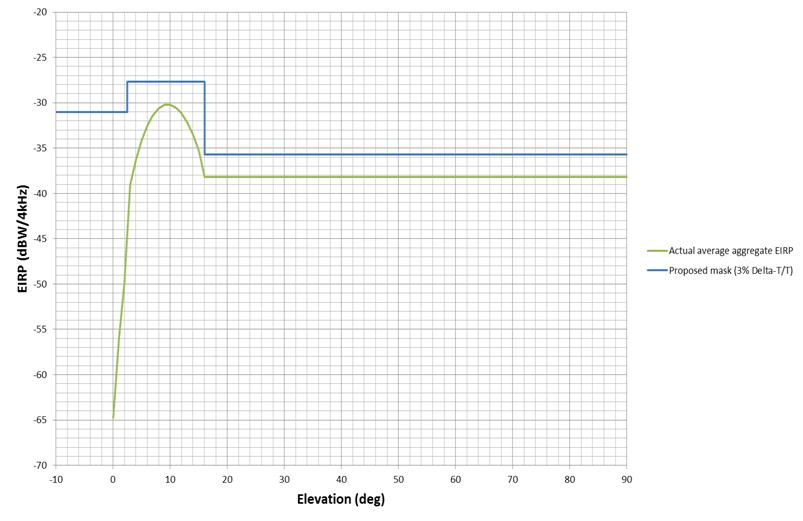 -20
-25
-30
-35
-40
-45
-50
-55
-60
-65
-70
EIRP (dBW/4kHz)
-10 0 10 20 30 40 50 60 70 80 90
Elevation (deg)
Actual average aggregate EIRP
Proposed mask (3% Delta-T/T)